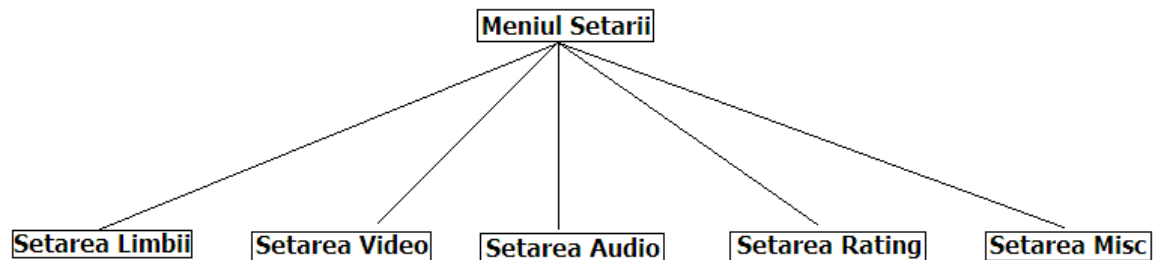 Meniul Setarii
Setarea Limbii
Setarea Video
Setarea Audio
Setarea Rating
Setarea Misc